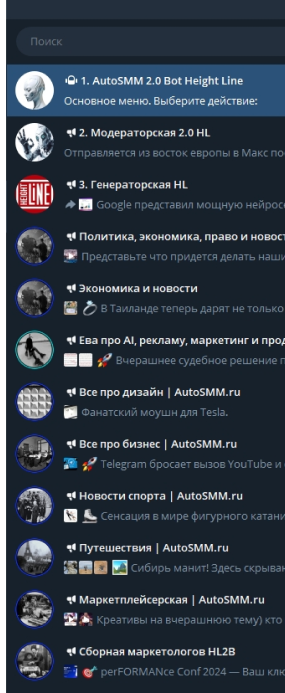 Поиск
1. AutoSMM 2.0 Bot Height Line
Основное меню. Выберите действие:
2. Модераторская 2.0 HL
Отправляется из восток европы в Макс по
HEIGHT LINE
3. Генераторская HL
Google представил мощную нейрос
Политика, экономика, право и новост
Представьте что придется делать наши
Экономика и новости
В Таиланде теперь дарят не только
Ева про AI, рекламу, маркетинг и прод
Вчерашнее судебное решение п
Все про дизайн | AutoSMM.ru
Фанатский моушн для Tesla.
Все про бизнес | AutoSMM.ru
Telegram бросает вызов YouTube и
Новости спорта | AutoSMM.ru
Сенсация в мире фигурного катани
Путешествия | AutoSMM.ru
Сибирь манит! Здесь скрыван
Маркетплейсерская | AutoSMM.ru
Креативы на вчерашнюю тему) кто
Сборная маркетологов HL2B
perFORMANce Conf 2024 — Ваш клю